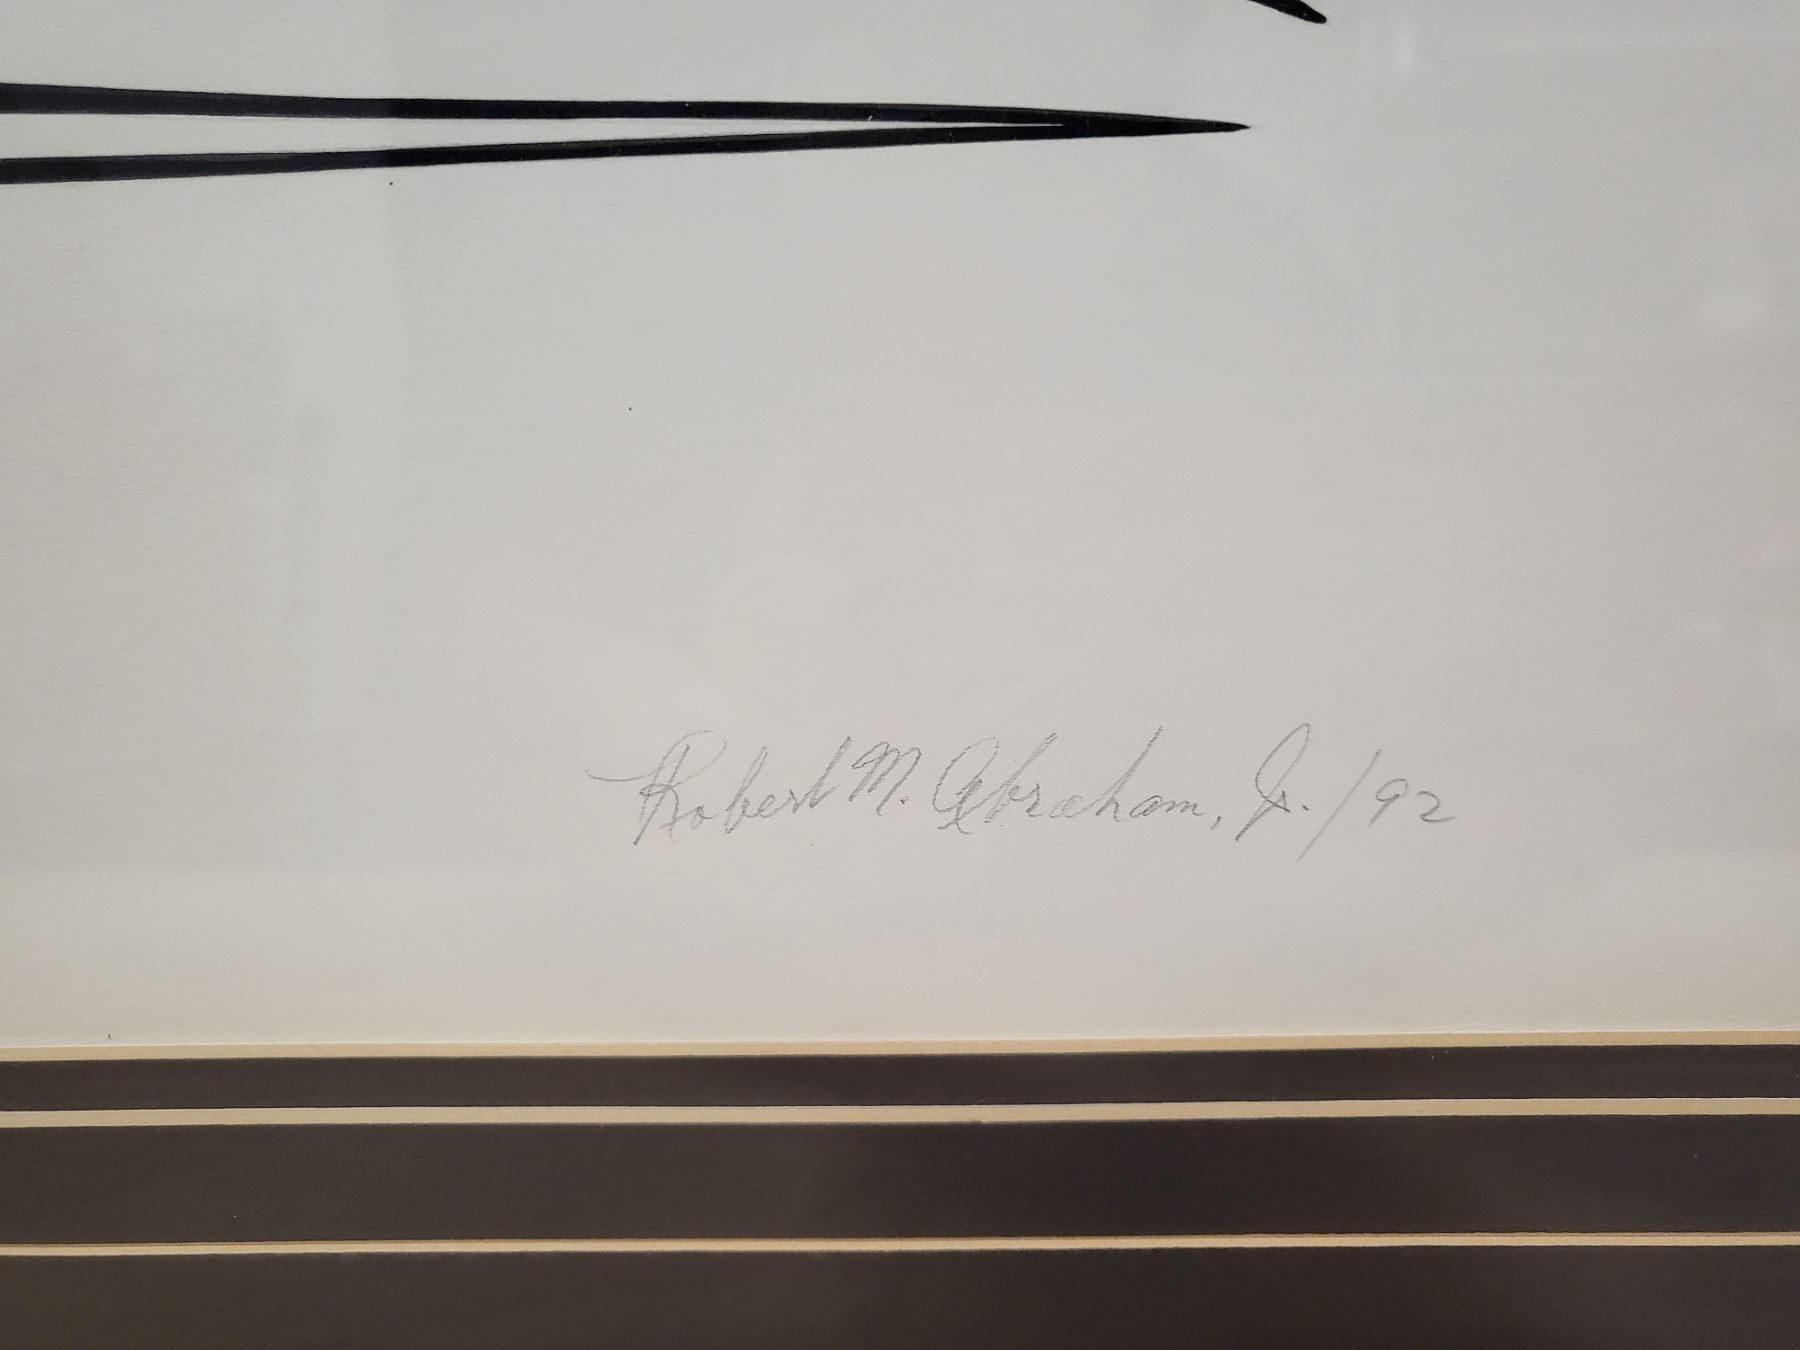 Robert M. Abraham, Jr. /92